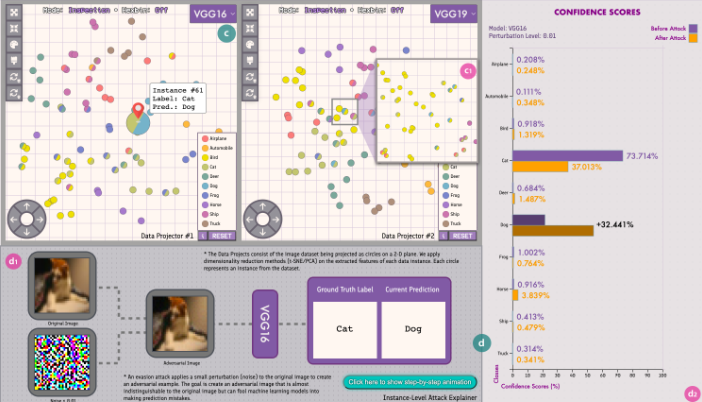 Mode: Inspection
Flexbin: Off
VGG16
C
Instance #61
Label: Cat
Pred.: Dog
Airplane
Automobile
Bird
Cat
Deer
Dog
Frog
Horse
Ship
Truck
Data Projector #1
RESET
Mode: Inspection
Flexbin: Off
VGG19
C1
Deer
Dog
Frog
Horse
Ship
Truck
Data Projector #2
RESET
d1
Original Image
Adversarial Image
* The Data Projects consist of the image dataset being projected as circles on a 2-D plane. We apply
dimensionality reduction methods (t-SNE/PCA) on the extracted features of each data instance. Each circle
represents an instance from the dataset.
VGG16
Ground Truth Label
Current Prediction
Cat
Dog
* An evasion attack applies a small perturbation (noise) to the original image to create
an adversarial example. The goal is create an adversarial image that is almost
indistinguishable to the original image but can fool machine learning models into
making prediction mistakes.
Click here to show step-by-step animation
Instance-Level Attack Explainer
d
CONFIDENCE SCORES
Model: VGG16
Perturbation Level: 0.01
Before Attack
After Attack
Airplane
0.208%
0.248%
Automobile
0.111%
0.348%
Bird
0.918%
1.319%
Cat
73.714%
37.013%
Deer
0.684%
1.487%
Dog
+32.441%
Frog
1.002%
0.764%
Horse
0.916%
3.839%
Ship
0.413%
0.479%
Truck
0.314%
0.341%
Classes
0 10 20 30 40 50 60 70 80 90 100
Confidence Scores (%)
d2